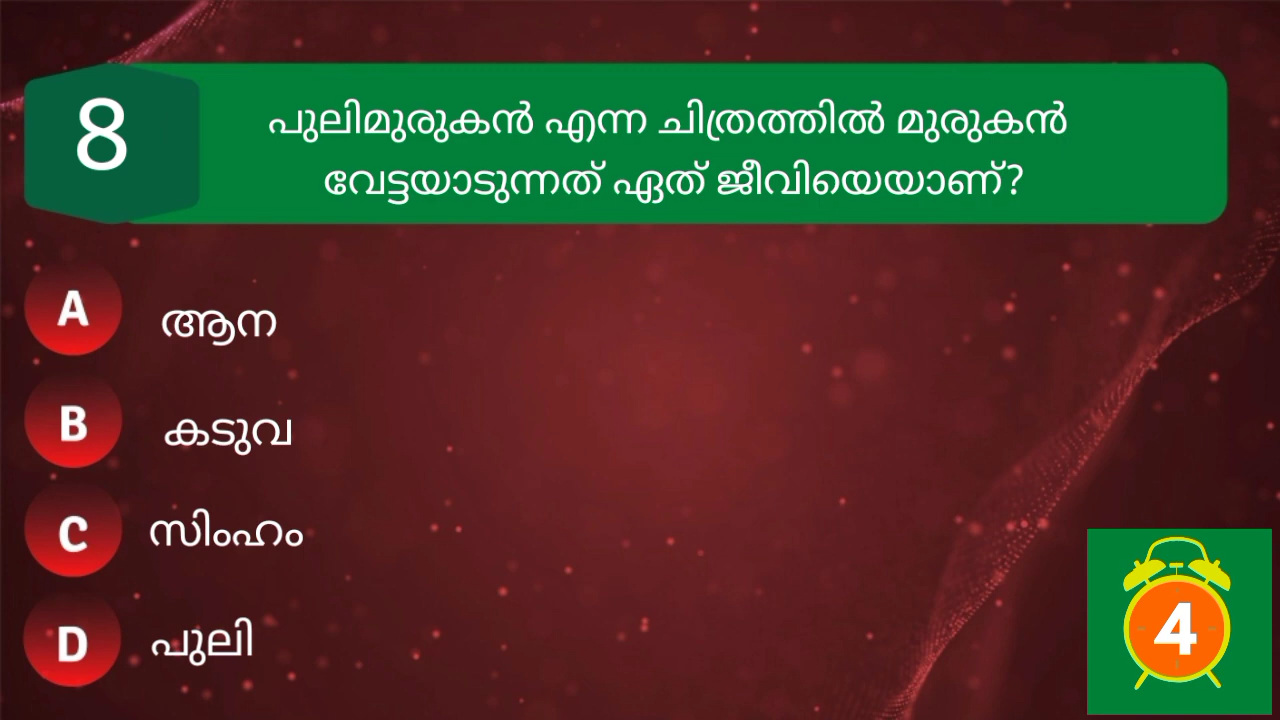 8
പുലിമുരുകൻ എന്ന ചിത്രത്തിൽ മുരുകൻ
വേട്ടയാടുന്നത് ഏത് ജീവിയെയാണ്?
A ആന
B കടുവ
C സിംഹം
D പുലി
4